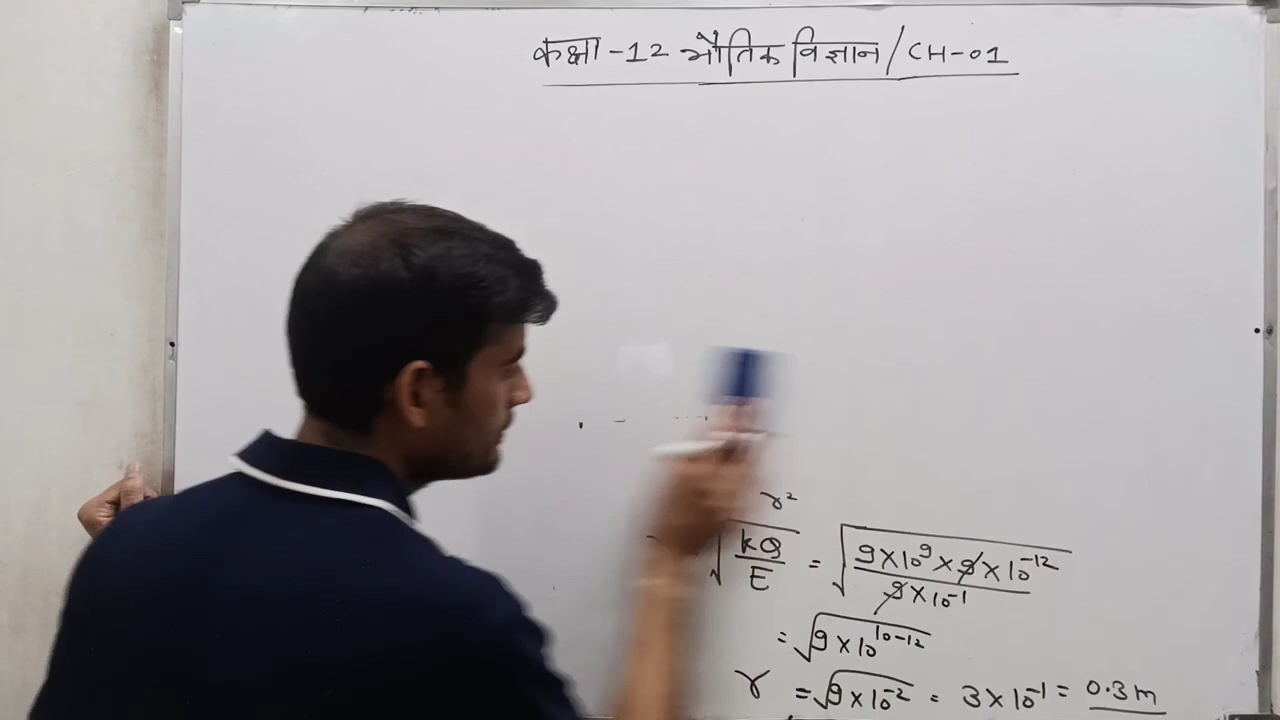 कक्षा -12 भौतिक विज्ञान / CH-01
r²
√(kQ/E) = √(9×10⁹×9×10⁻¹²/9×10⁻¹)
= √(9×10¹⁰⁻¹²)
r = √(9×10⁻²) = 3×10⁻¹ = 0.3m